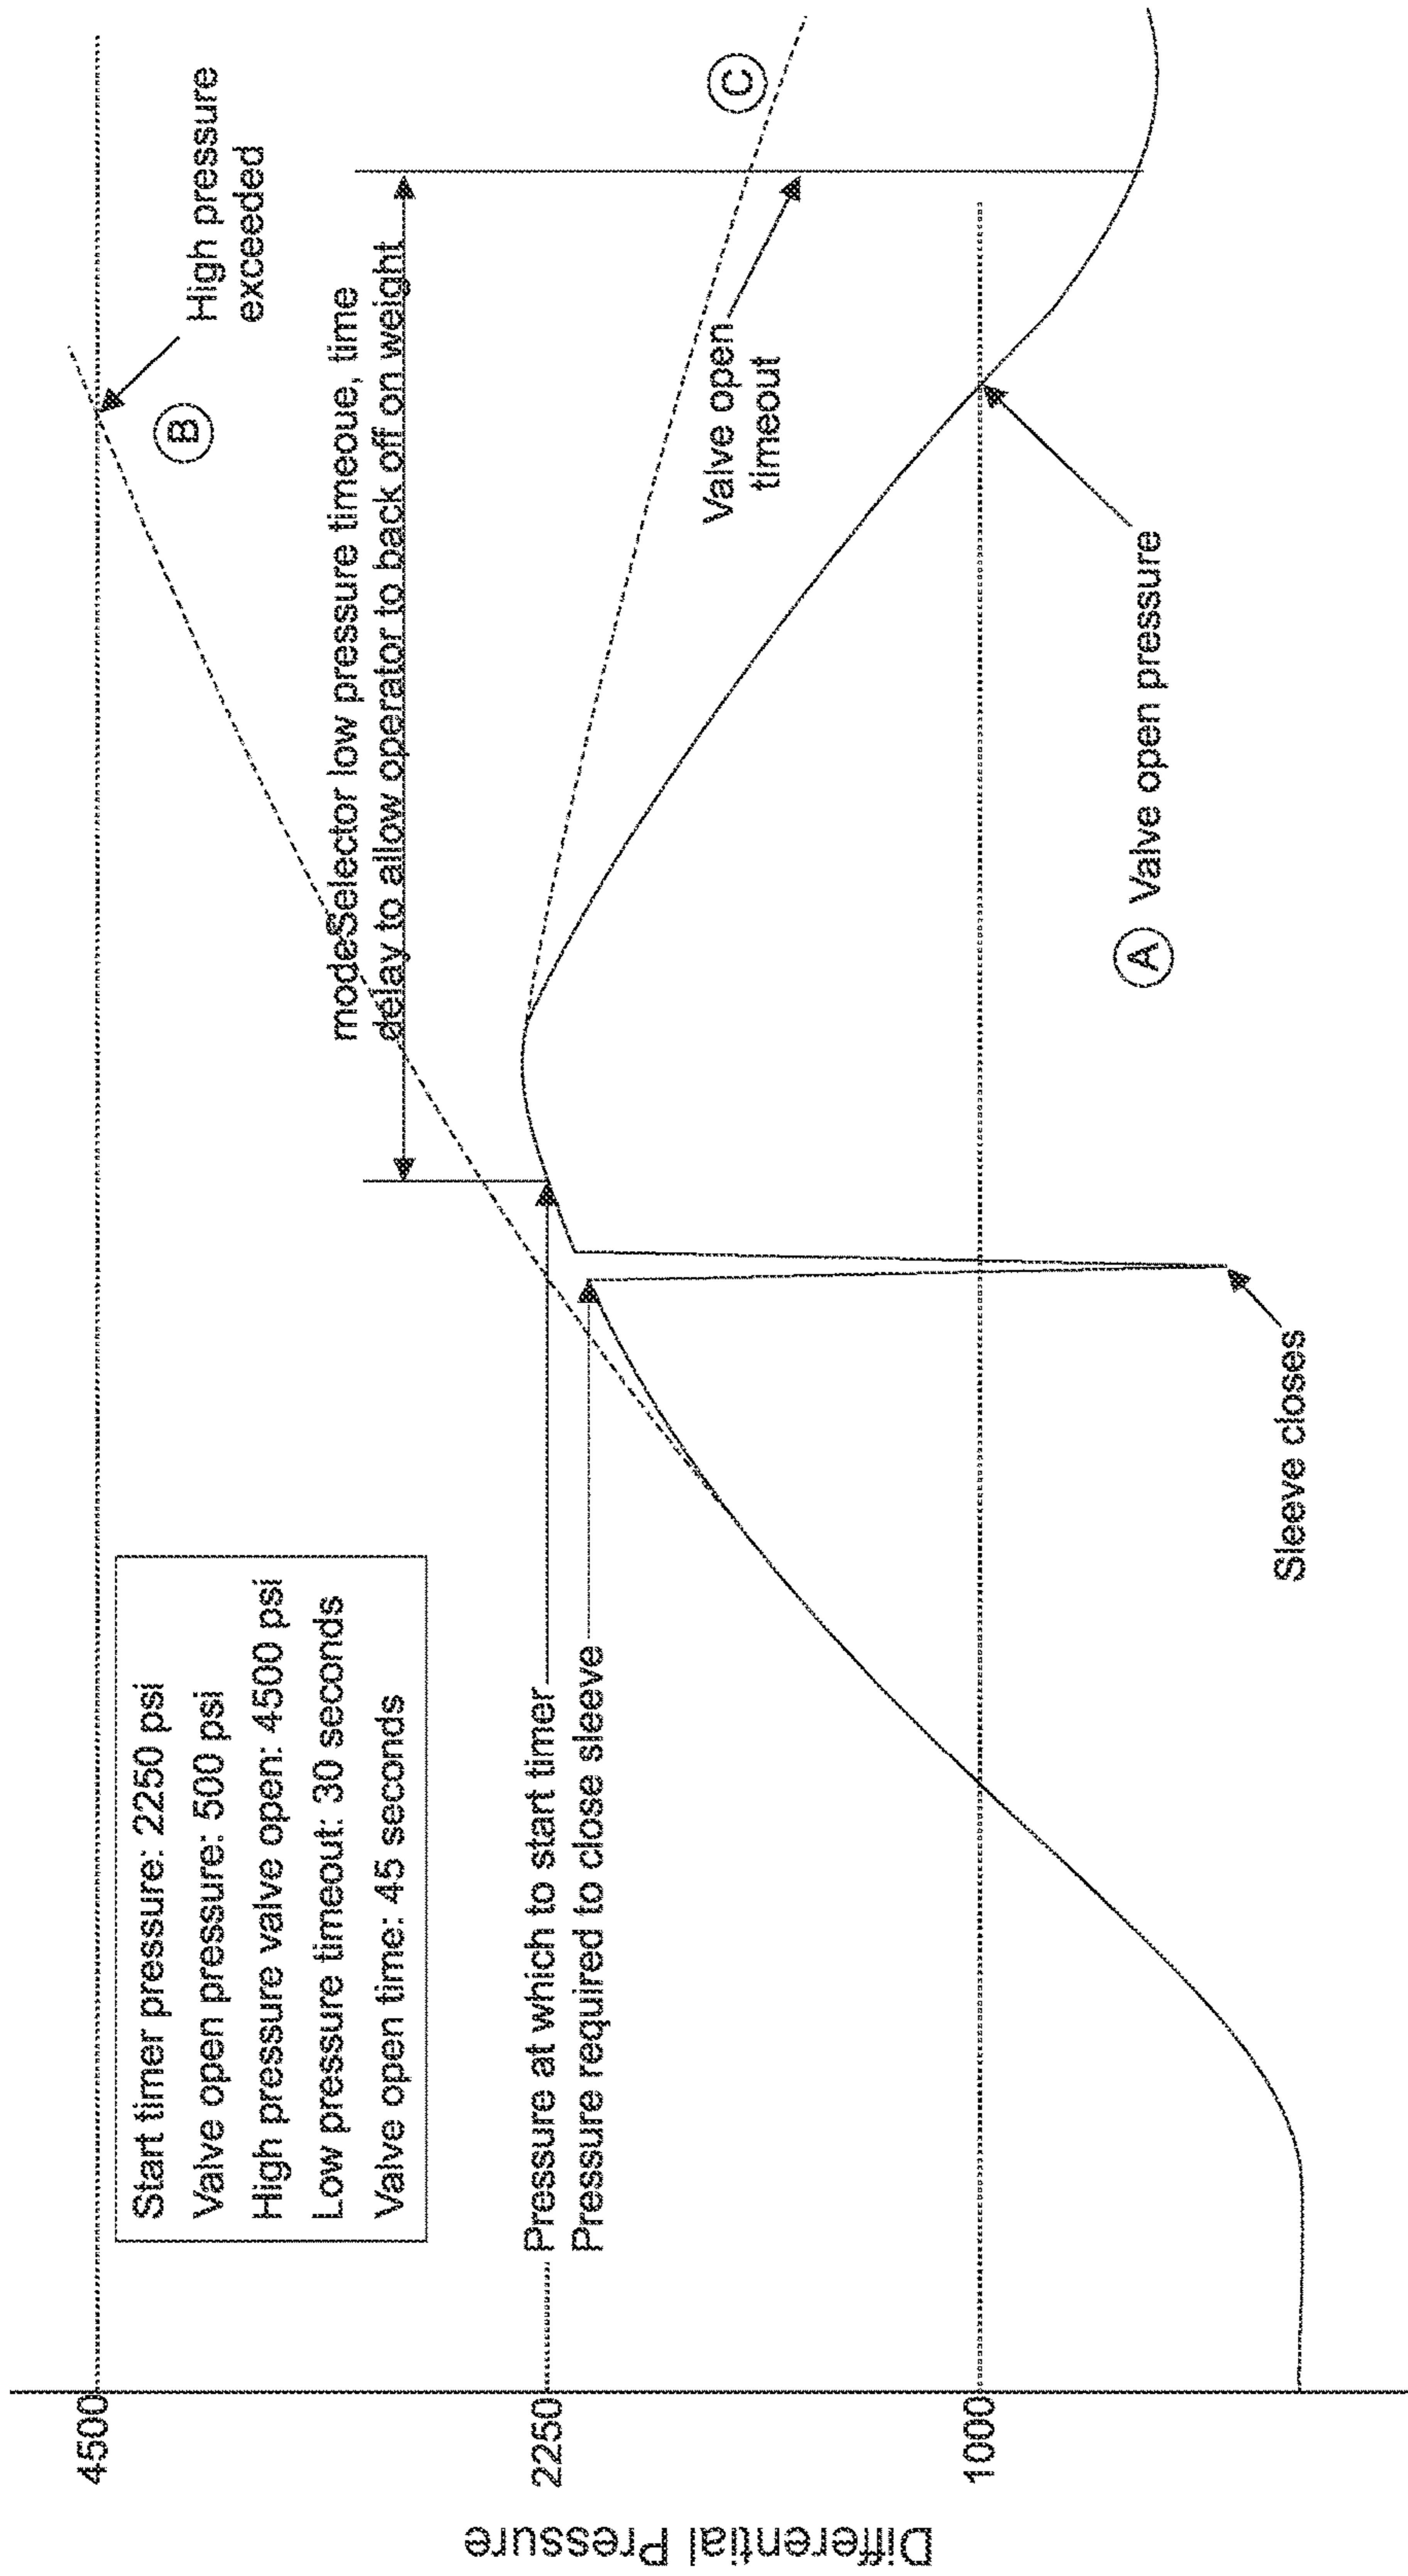 4500
Start timer pressure: 2250 psi
Valve open pressure: 500 psi
High pressure valve open: 4500 psi
Low pressure timeout: 30 seconds
Valve open time: 45 seconds
B
High pressure
exceeded
modeSelector low pressure timeoue, time
delay to allow operator to back off on weight
2250
Pressure at which to start timer
Pressure required to close sleeve
C
Valve open
timeout
Differential Pressure
1000
A Valve open pressure
Sleeve closes